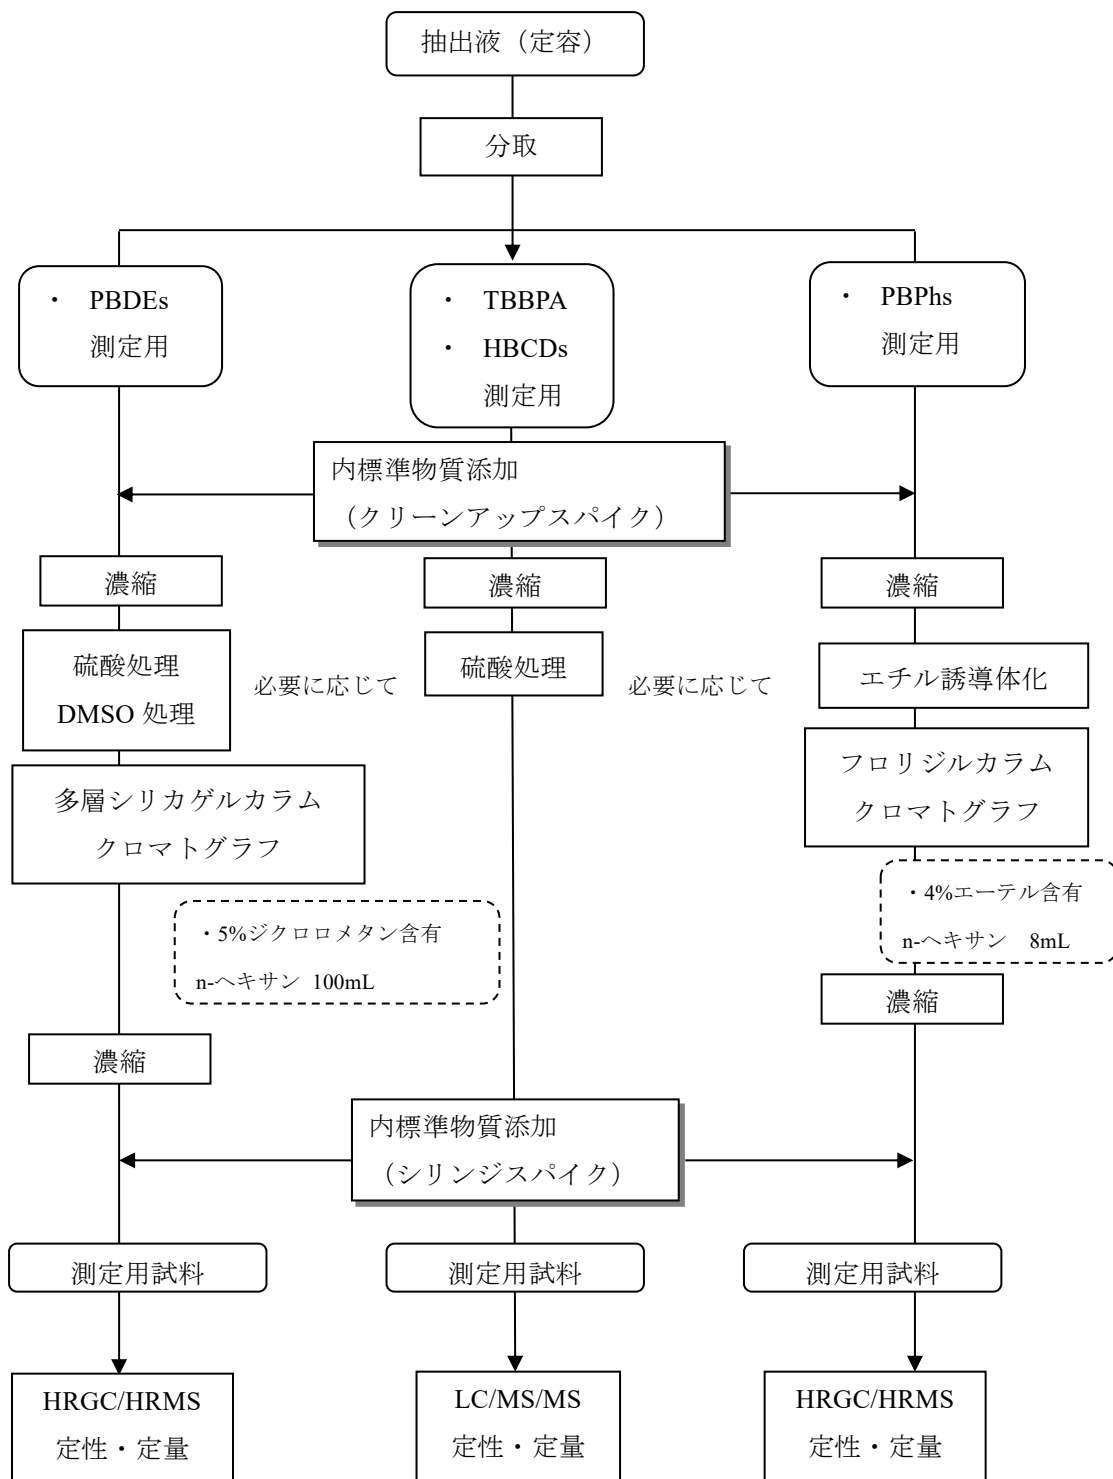 抽出液（定容）
分取
・ PBDEs
測定用
・ TBBPA
・ HBCDs
測定用
・ PBPhs
測定用
内標準物質添加
（クリーンアップスパイク）
濃縮
濃縮
濃縮
硫酸処理
DMSO 処理
必要に応じて
硫酸処理
必要に応じて
エチル誘導体化
多層シリカゲルカラム
クロマトグラフ
フロリジルカラム
クロマトグラフ
・5%ジクロロメタン含有
n-ヘキサン 100mL
・4%エーテル含有
n-ヘキサン 8mL
濃縮
濃縮
内標準物質添加
（シリンジスパイク）
測定用試料
測定用試料
測定用試料
HRGC/HRMS
定性・定量
LC/MS/MS
定性・定量
HRGC/HRMS
定性・定量